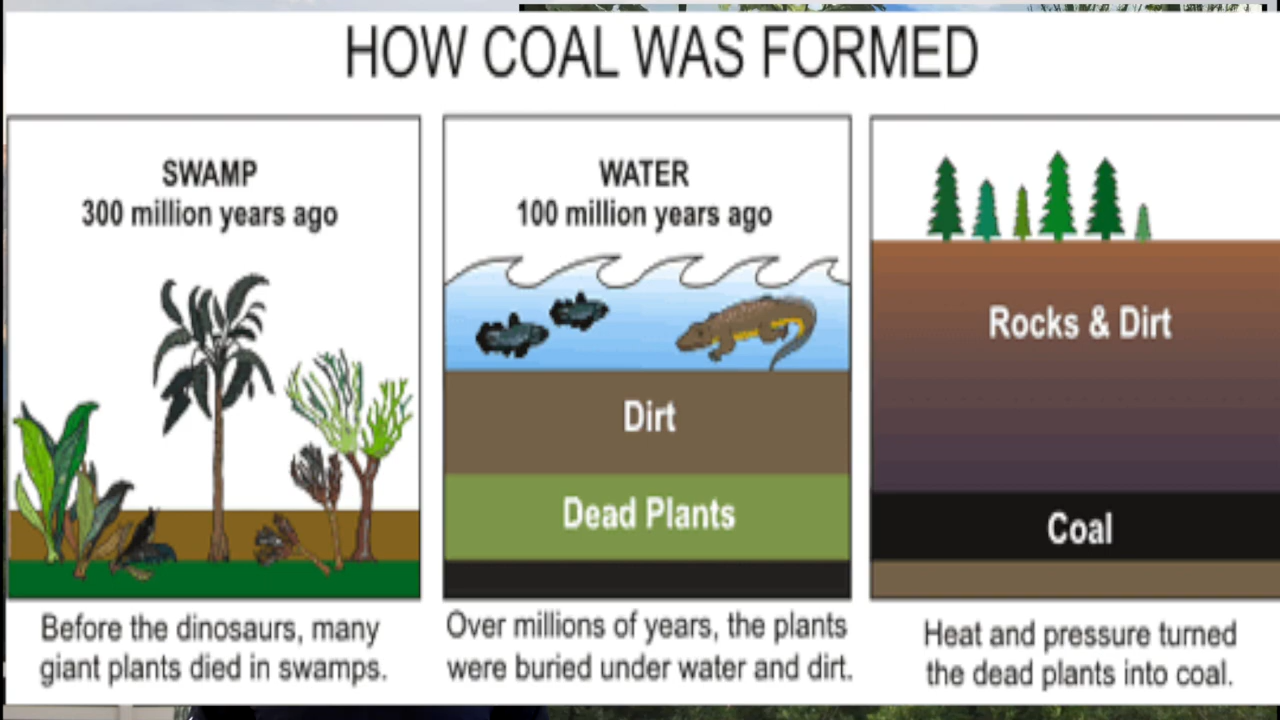 HOW COAL WAS FORMED
SWAMP
300 million years ago
Before the dinosaurs, many
giant plants died in swamps.
WATER
100 million years ago
Dirt
Dead Plants
Over millions of years, the plants
were buried under water and dirt.
Rocks & Dirt
Coal
Heat and pressure turned
the dead plants into coal.